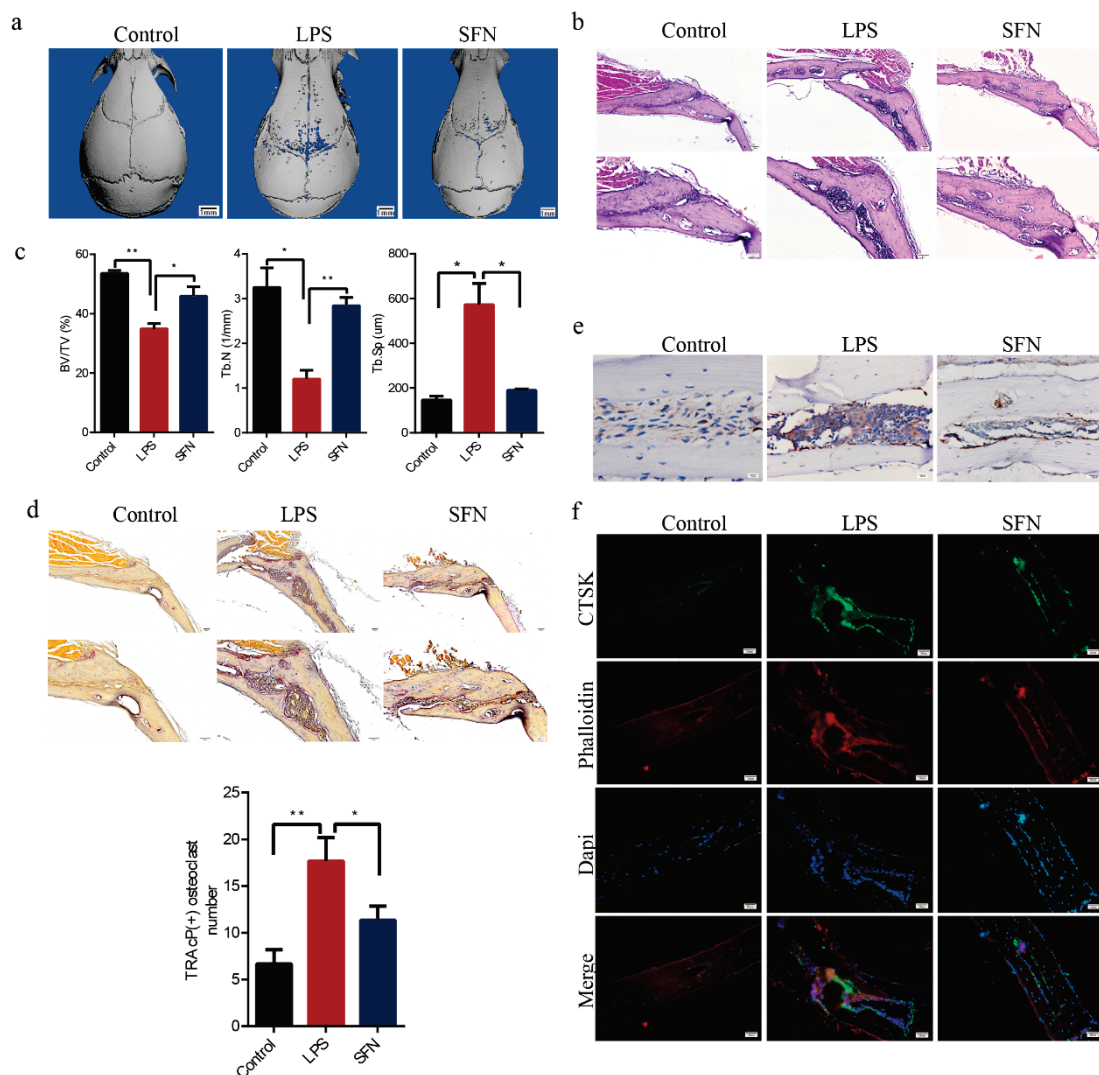 a
Control LPS SFN
1mm 1mm 1mm
b
Control LPS SFN
c
BV/TV (%)
60
40
20
0
Control LPS SFN
** *
Tb.N (1/mm)
4
3
2
1
0
Control LPS SFN
* **
Tb.Sp (um)
800
600
400
200
0
Control LPS SFN
* *
d
Control LPS SFN
TRAcP(+) osteoclast
number
25
20
15
10
5
0
Control LPS SFN
** *
e
Control LPS SFN
f
Control LPS SFN
CTSK
Phalloidin
Dapi
Merge